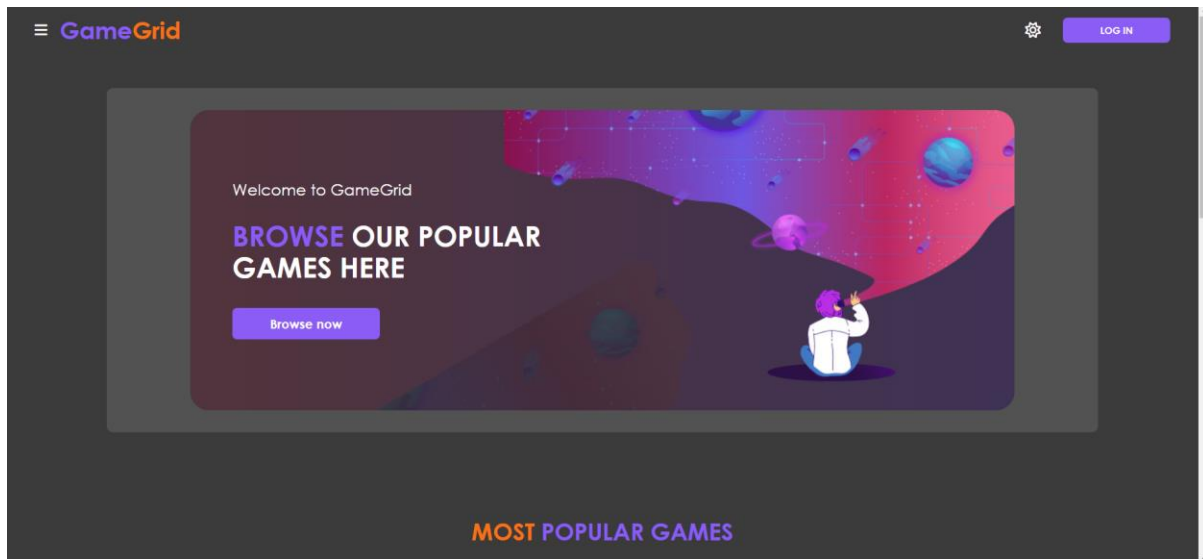 GameGrid
LOG IN
Welcome to GameGrid
BROWSE OUR POPULAR
GAMES HERE
Browse now
MOST POPULAR GAMES